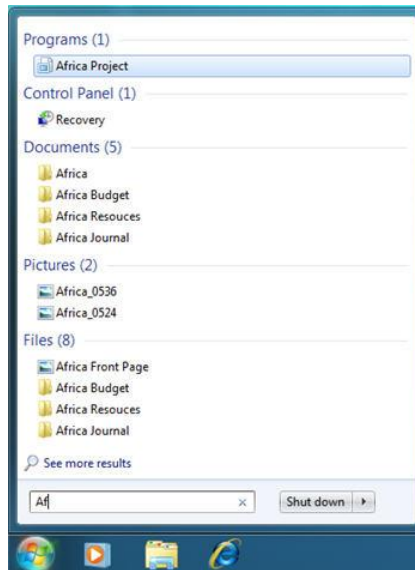 Programs (1)
Africa Project
Control Panel (1)
Recovery
Documents (5)
Africa
Africa Budget
Africa Resouces
Africa Journal
Pictures (2)
Africa_0536
Africa_0524
Files (8)
Africa Front Page
Africa Budget
Africa Resouces
Africa Journal
See more results
Af
Shut down